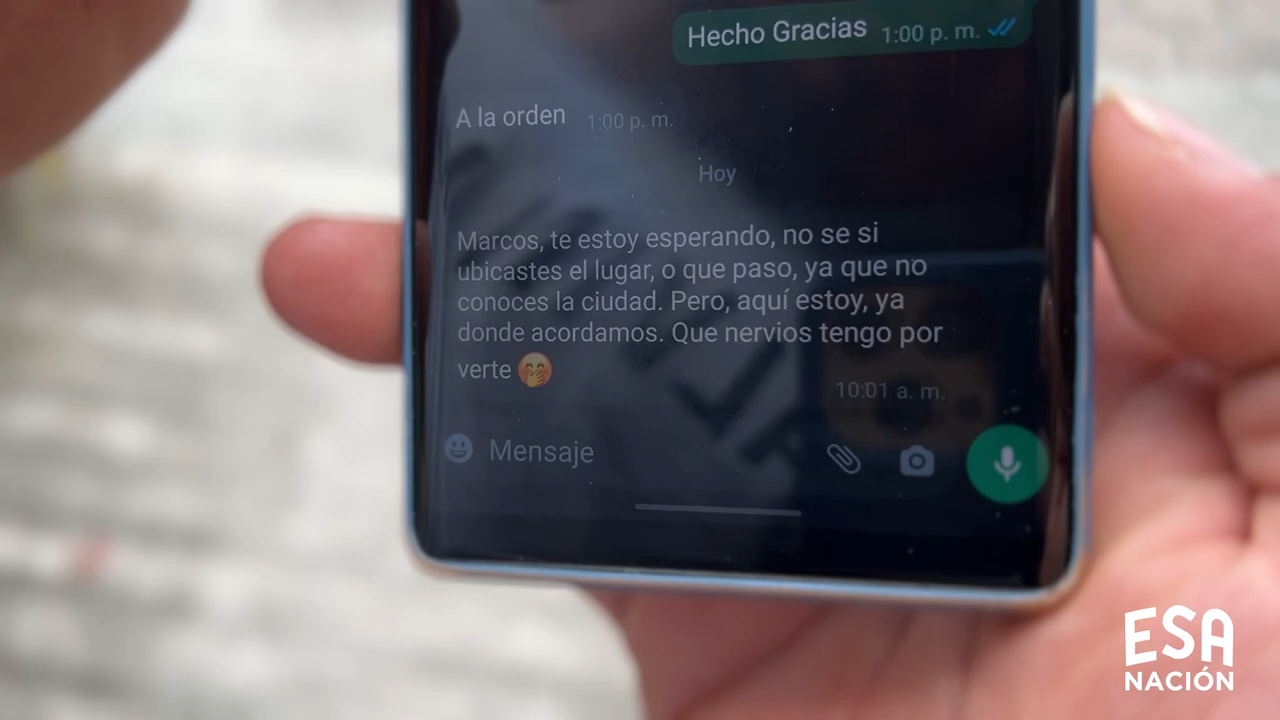 Hecho Gracias 1:00 p. m.
A la orden 1:00 p. m.
Hoy
Marcos, te estoy esperando, no se si
ubicastes el lugar, o que paso, ya que no
conoces la ciudad. Pero, aquí estoy, ya
donde acordamos. Que nervios tengo por
verte 🤭
10:01 a. m.
Mensaje
ESA
NACIÓN